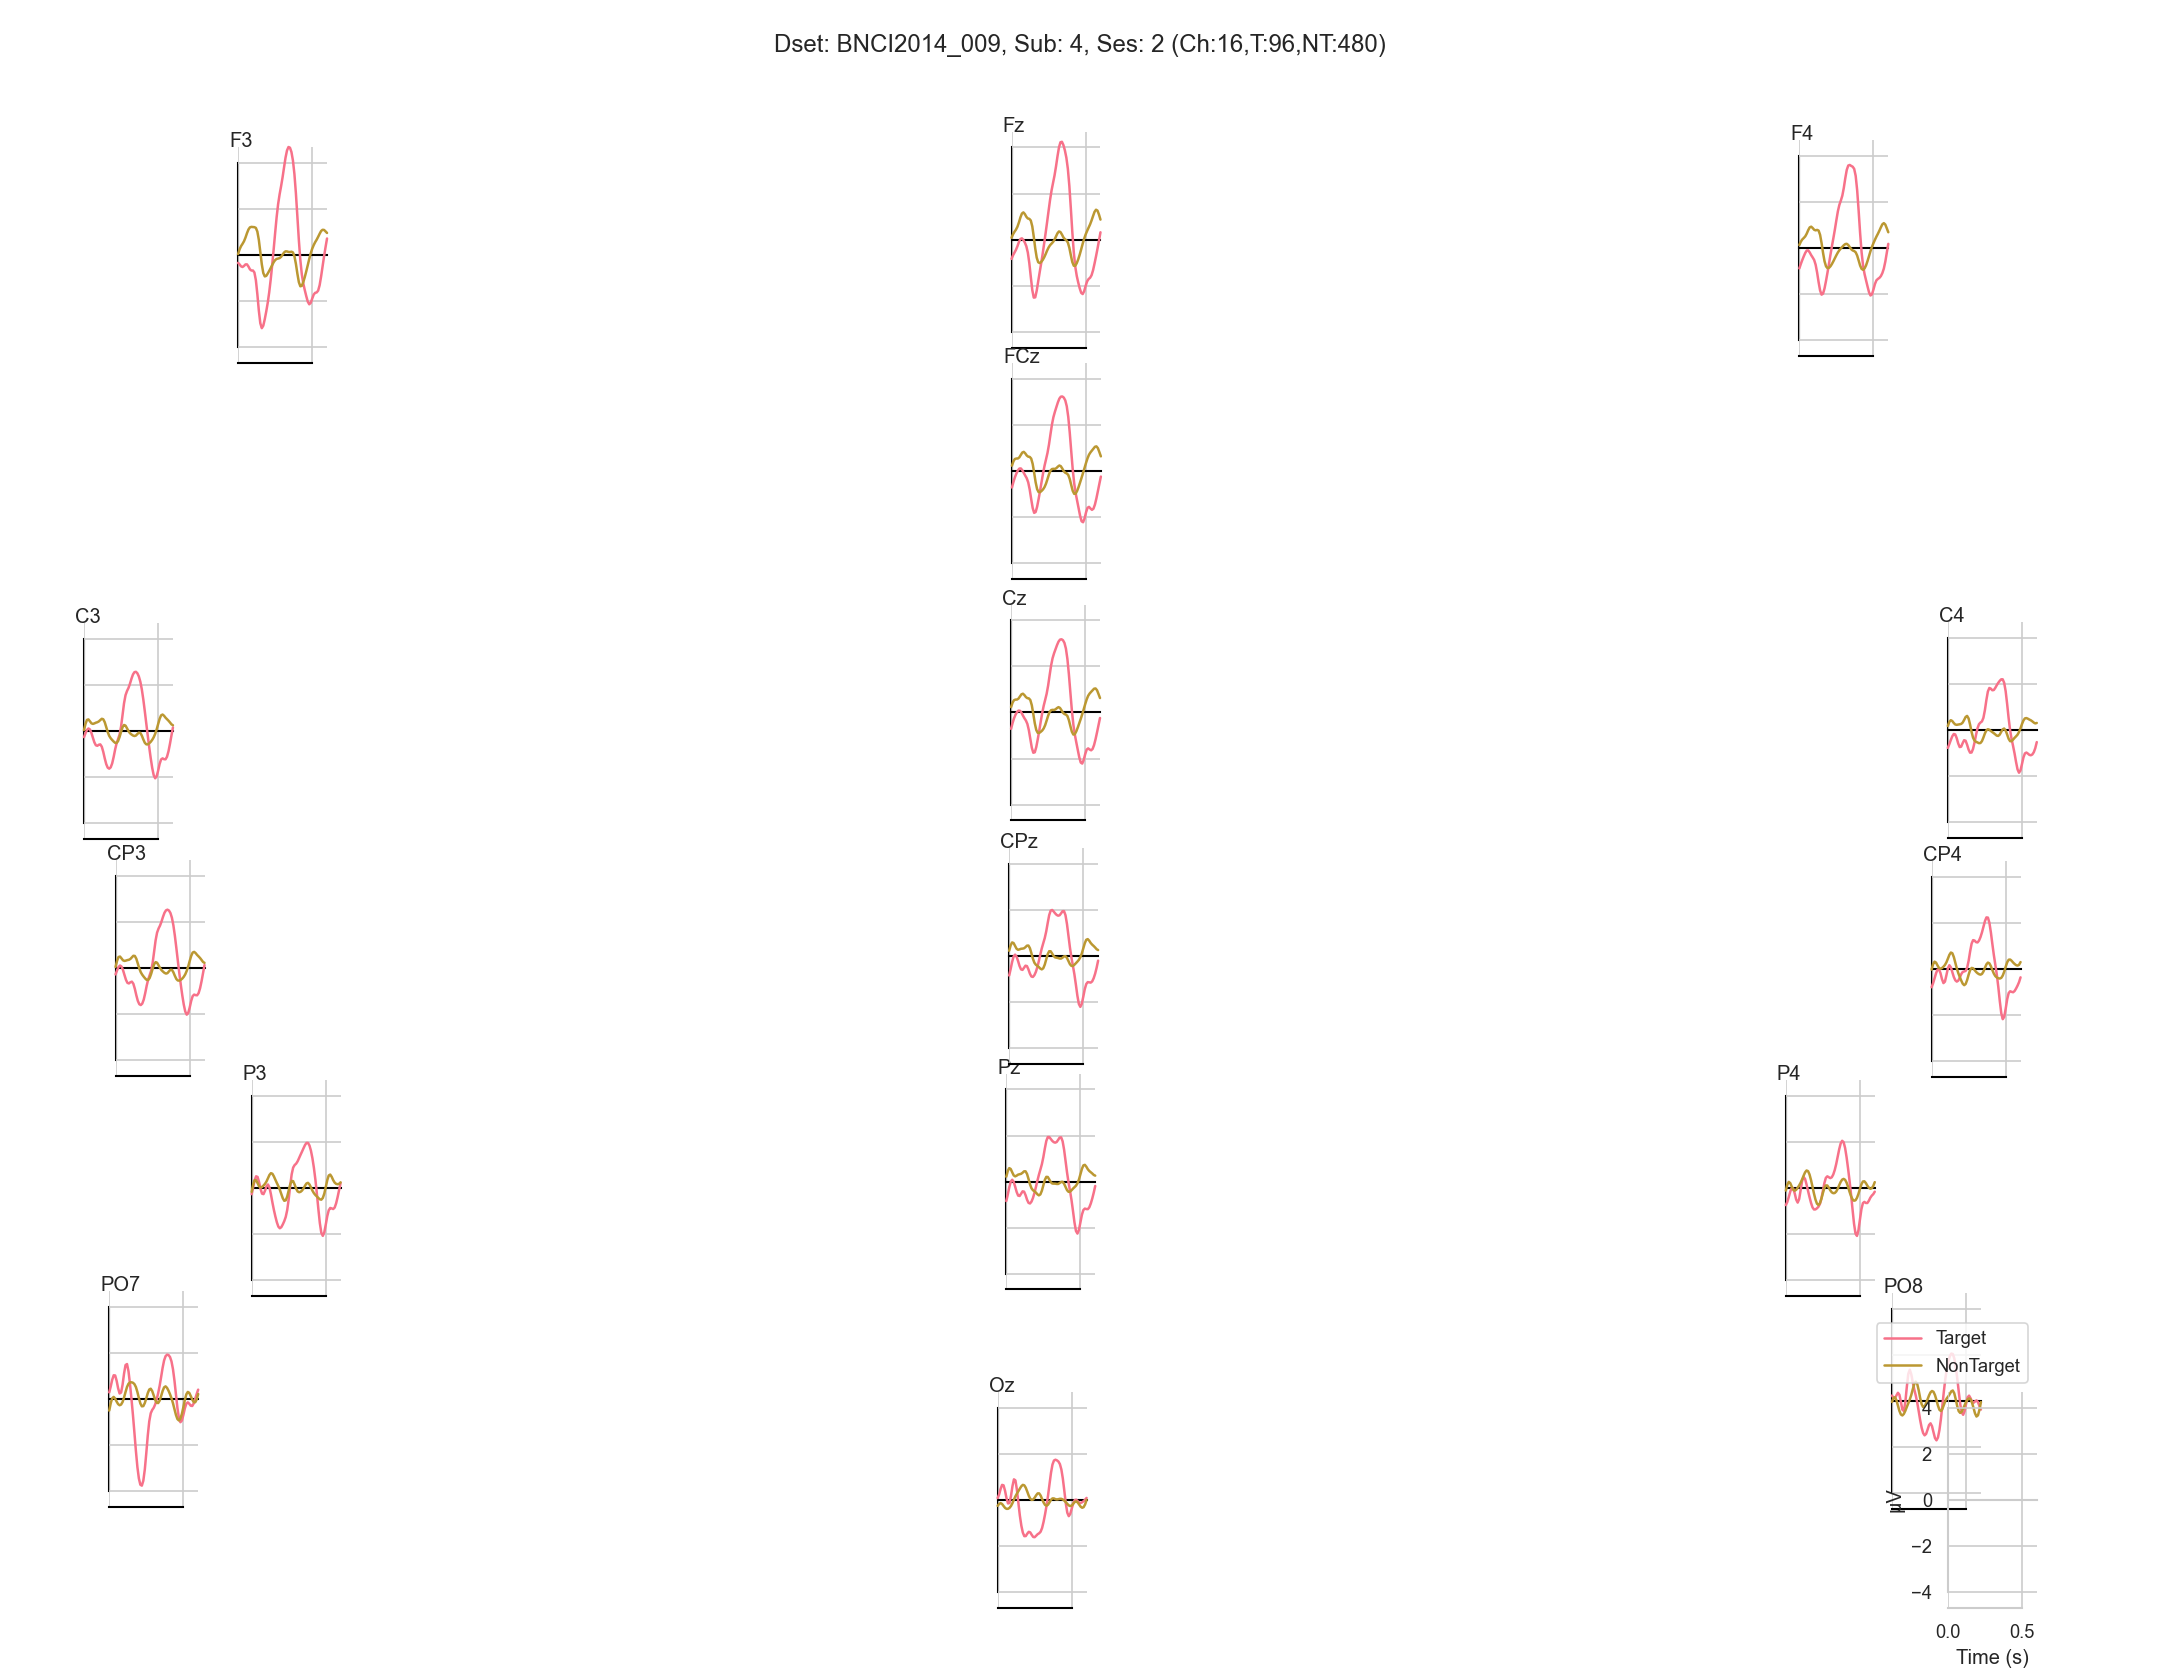 Dset: BNCI2014_009, Sub: 4, Ses: 2 (Ch:16,T:96,NT:480)
F3
Fz
F4
FCz
C3
Cz
C4
CP3
CPz
CP4
P3
Pz
P4
PO7
PO8
Target
NonTarget
Oz
4
2
0
−2
−4
µV
0.0 0.5
Time (s)